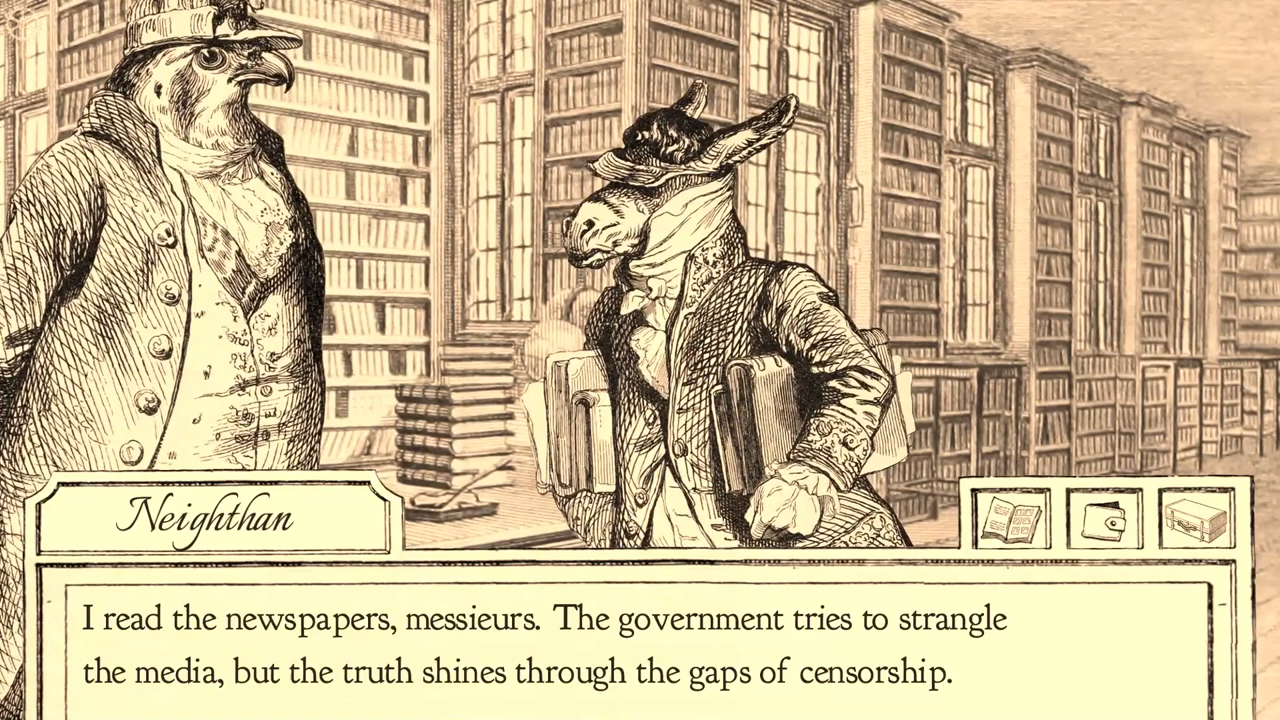 Neighthan
I read the newspapers, messieurs. The government tries to strangle
the media, but the truth shines through the gaps of censorship.